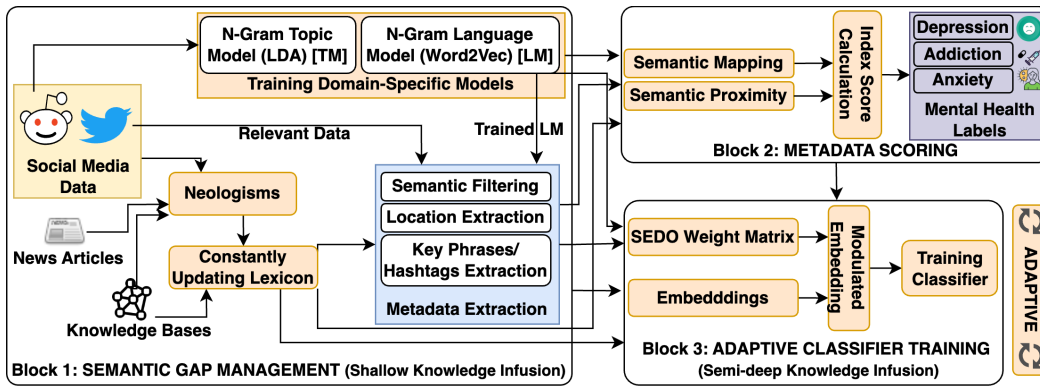 N-Gram Topic
Model (LDA) [TM]
N-Gram Language
Model (Word2Vec) [LM]
Training Domain-Specific Models
Social Media
Data
Relevant Data
Trained LM
Neologisms
News Articles
Constantly
Updating Lexicon
Knowledge Bases
Semantic Filtering
Location Extraction
Key Phrases/
Hashtags Extraction
Metadata Extraction
Block 1: SEMANTIC GAP MANAGEMENT (Shallow Knowledge Infusion)
Semantic Mapping
Semantic Proximity
Index Score
Calculation
Depression
Addiction
Anxiety
Mental Health
Labels
Block 2: METADATA SCORING
SEDO Weight Matrix
Embedddings
Modulated
Embedding
Training
Classifier
Block 3: ADAPTIVE CLASSIFIER TRAINING
(Semi-deep Knowledge Infusion)
ADAPTIVE